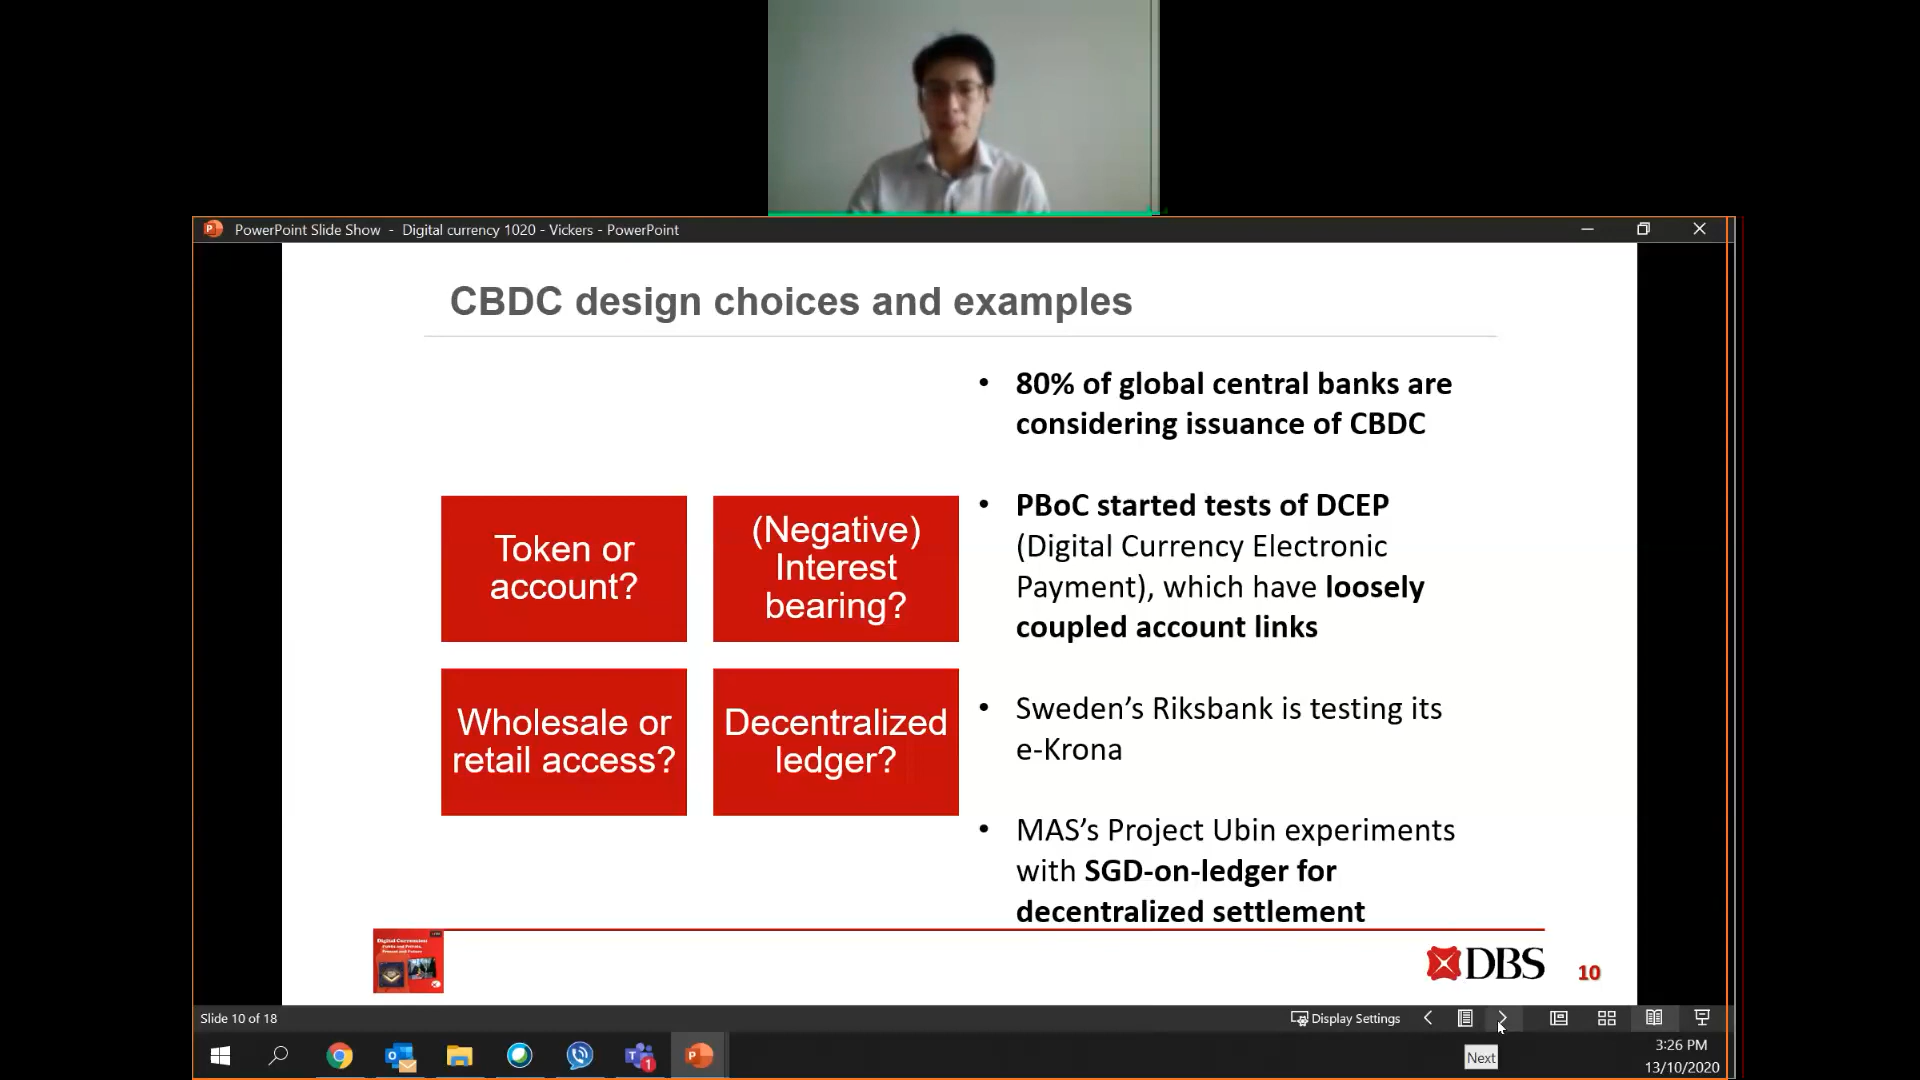 PowerPoint Slide Show - Digital currency 1020 - Vickers - PowerPoint
CBDC design choices and examples
Token or
account?
(Negative)
Interest
bearing?
Wholesale or
retail access?
Decentralized
ledger?
• 80% of global central banks are
considering issuance of CBDC
• PBoC started tests of DCEP
(Digital Currency Electronic
Payment), which have loosely
coupled account links
• Sweden’s Riksbank is testing its
e-Krona
• MAS’s Project Ubin experiments
with SGD-on-ledger for
decentralized settlement
DBS
10
Slide 10 of 18
Display Settings
Next
3:26 PM
13/10/2020